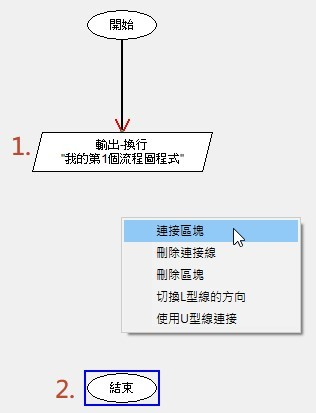 開始
1.
輸出-換行
"我的第1個流程圖程式"
連接區塊
刪除連接線
刪除區塊
切換L型線的方向
使用U型線連接
2.
結束